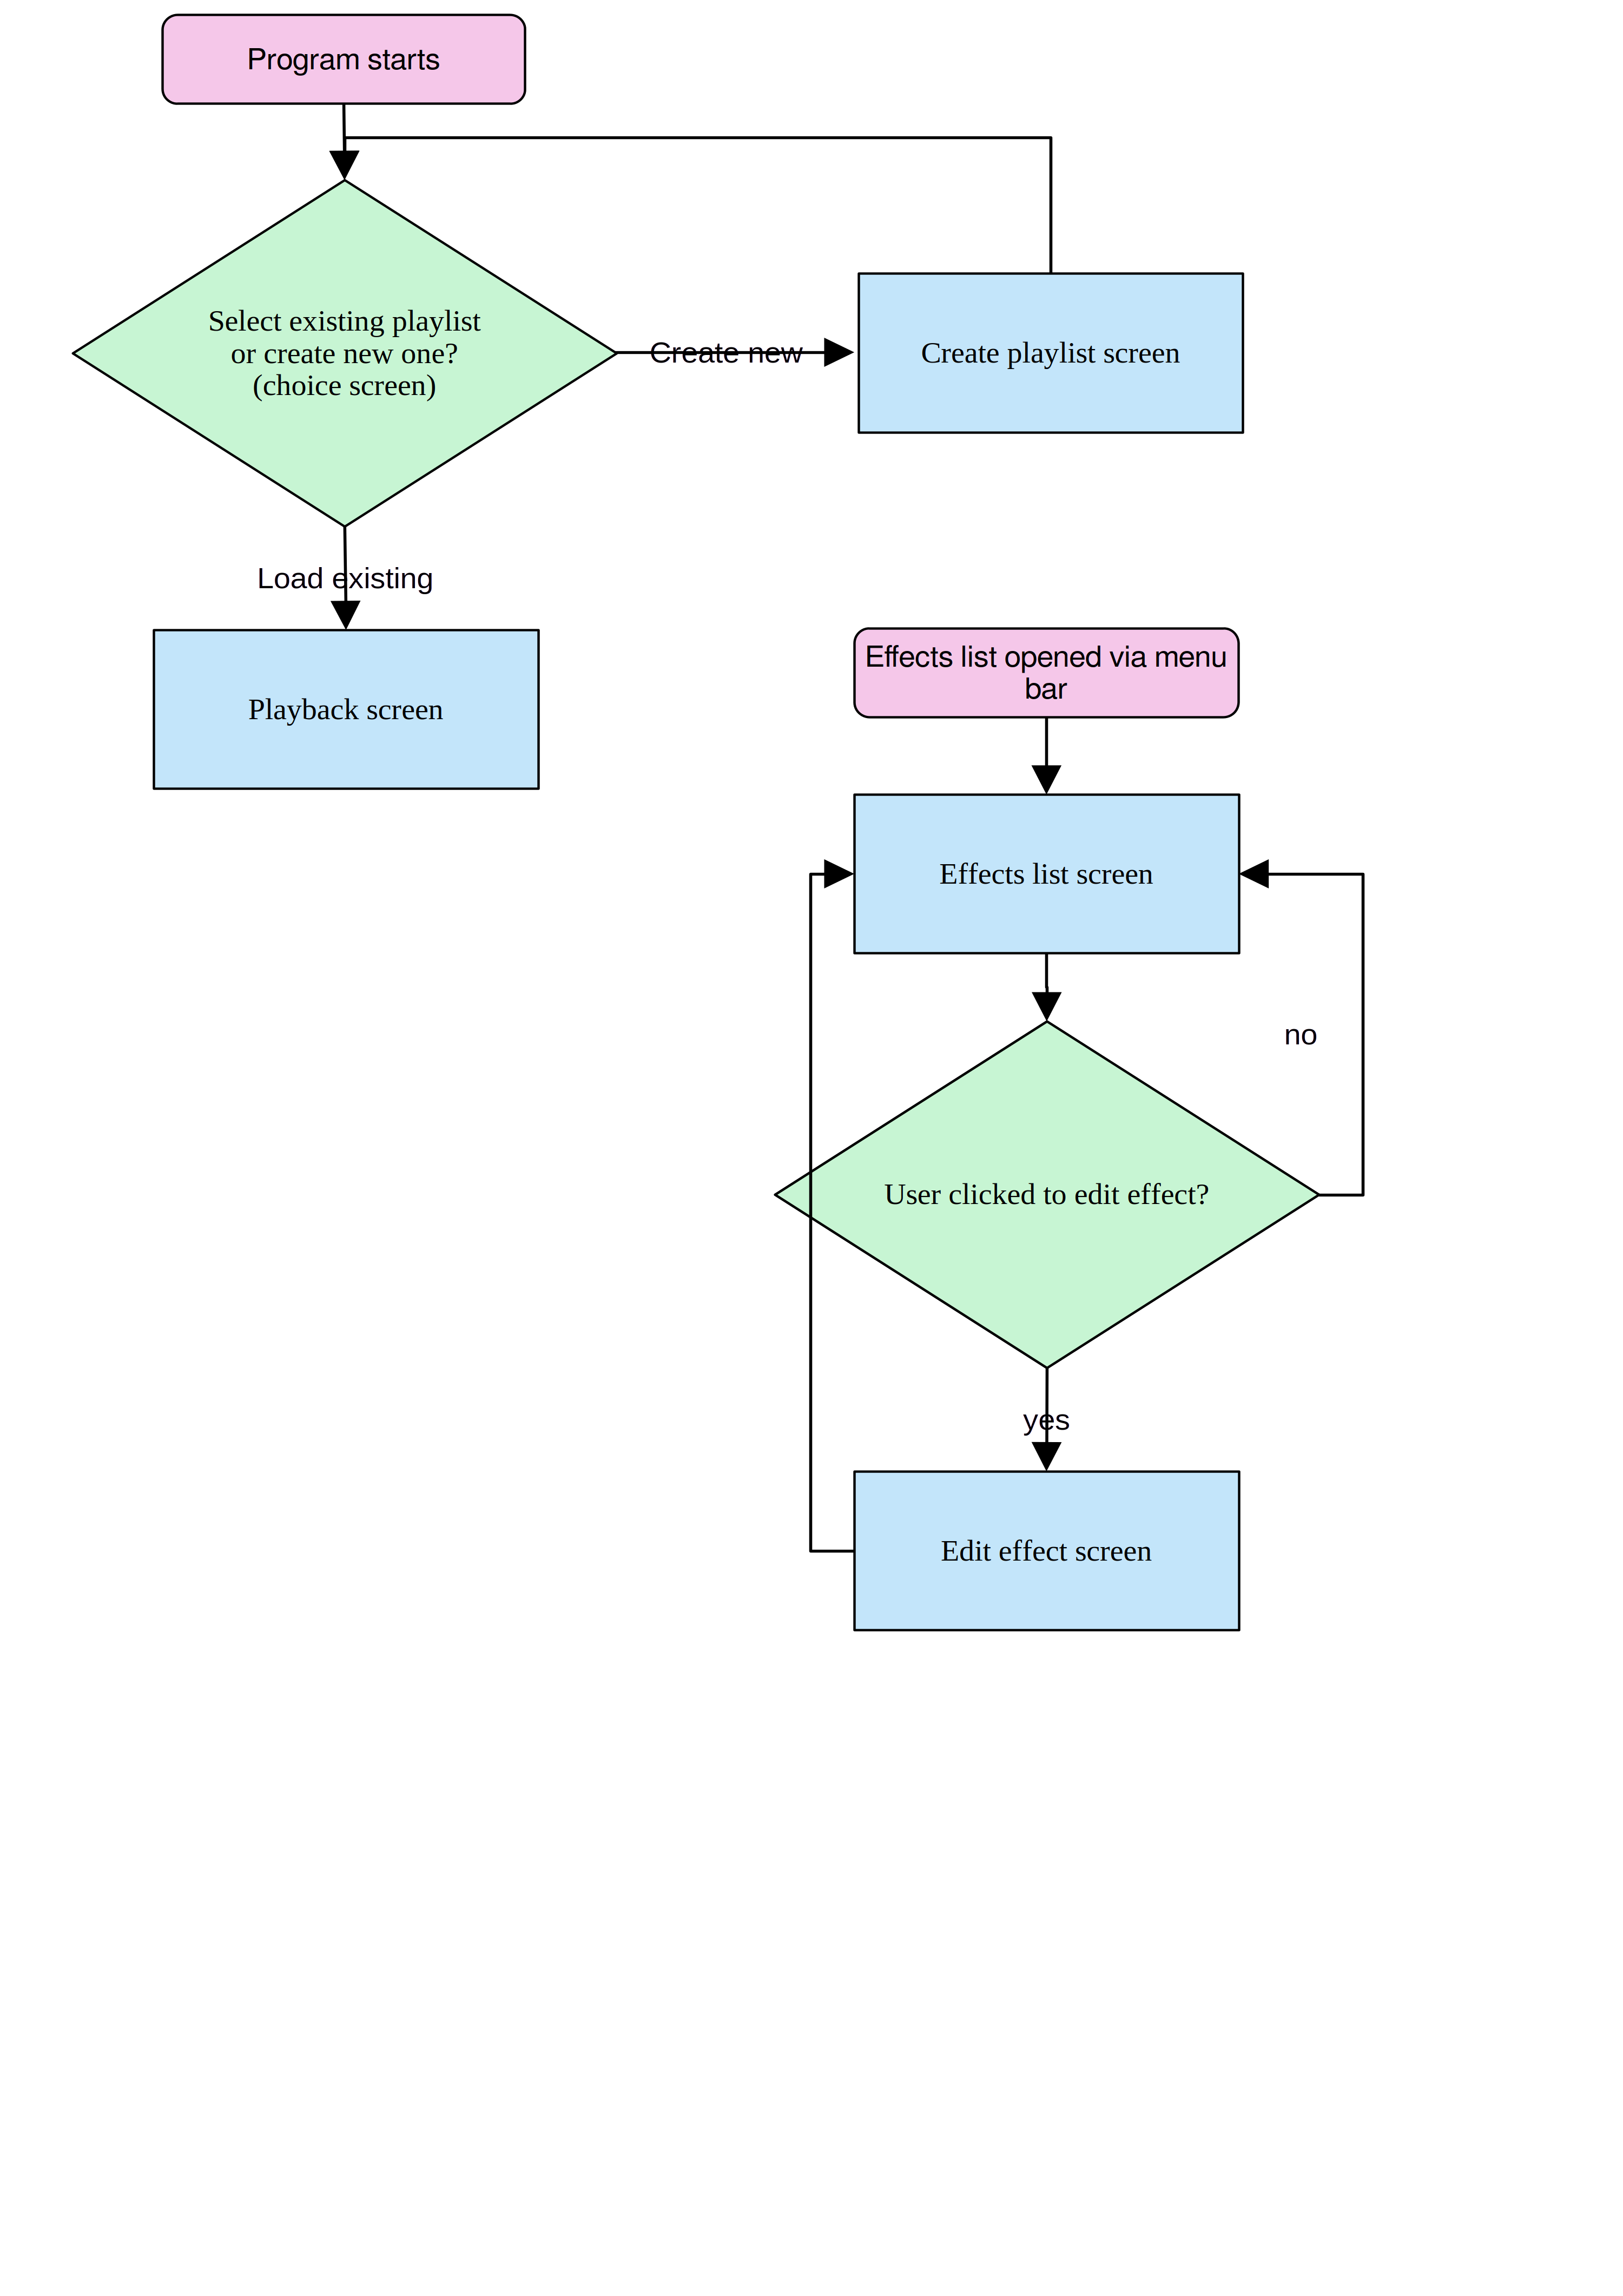 Program starts
Select existing playlist
or create new one?
(choice screen)
Create new
Create playlist screen
Load existing
Playback screen
Effects list opened via menu
bar
Effects list screen
no
User clicked to edit effect?
yes
Edit effect screen